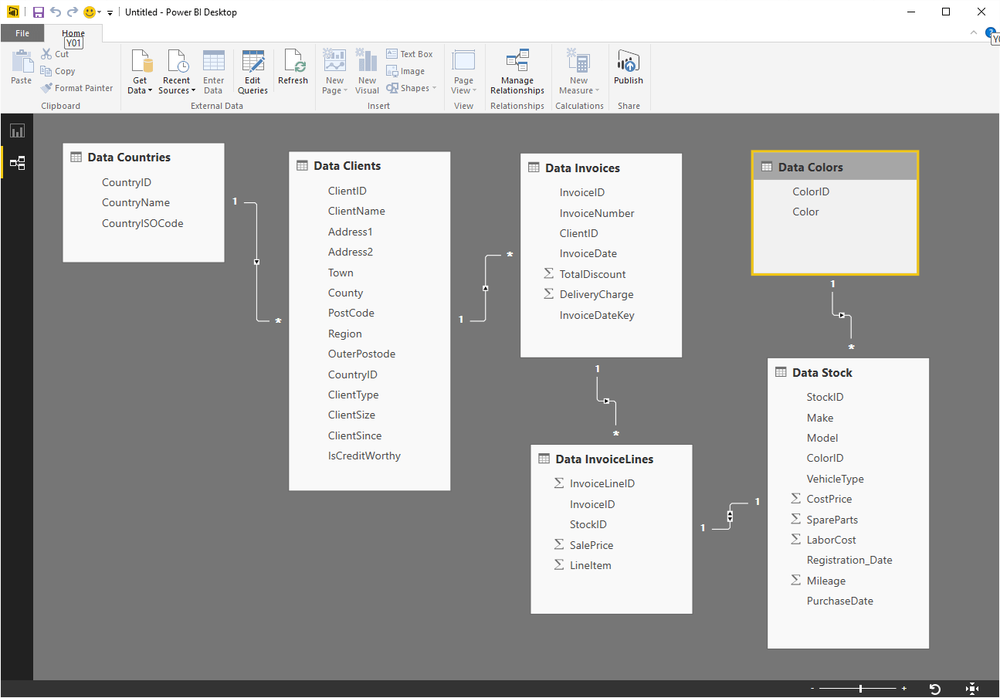 Untitled - Power BI Desktop
File
Home
Y01
Y0
Paste
Cut
Copy
Format Painter
Clipboard
Get Data
Recent Sources
Enter Data
Edit Queries
Refresh
External Data
New Page
New Visual
Text Box
Image
Shapes
Insert
Page View
View
Manage Relationships
Relationships
New Measure
Calculations
Publish
Share
Data Countries
CountryID
CountryName
CountryISOCode
1
*
Data Clients
ClientID
ClientName
Address1
Address2
Town
County
PostCode
Region
OuterPostode
CountryID
ClientType
ClientSize
ClientSince
IsCreditWorthy
1
*
Data Invoices
InvoiceID
InvoiceNumber
ClientID
InvoiceDate
Σ TotalDiscount
Σ DeliveryCharge
InvoiceDateKey
1
*
Data InvoiceLines
Σ InvoiceLineID
InvoiceID
StockID
Σ SalePrice
Σ LineItem
1
1
Data Colors
ColorID
Color
1
*
Data Stock
StockID
Make
Model
ColorID
VehicleType
Σ CostPrice
Σ SpareParts
Σ LaborCost
Registration_Date
Σ Mileage
PurchaseDate
- +